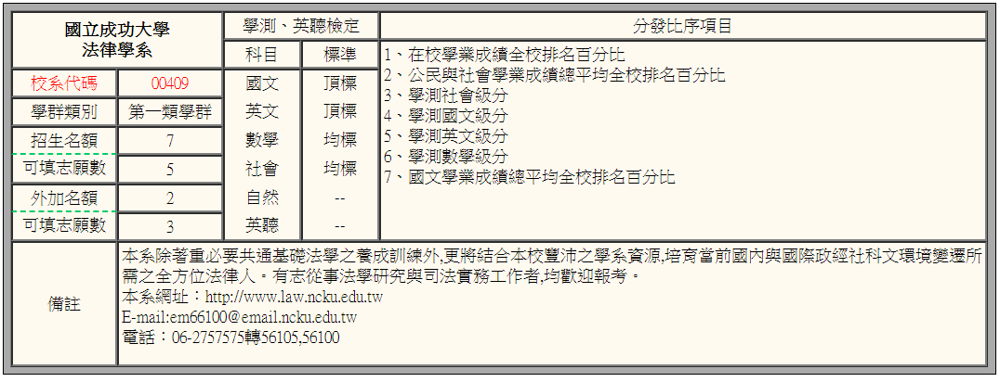 國立成功大學
法律學系
學測、英聽檢定
分發比序項目
科目
標準
校系代碼
00409
學群類別
第一類學群
招生名額
7
可填志願數
5
外加名額
2
可填志願數
3
國文
頂標
英文
頂標
數學
均標
社會
均標
自然
--
英聽
--
1、在校學業成績全校排名百分比
2、公民與社會學業成績總平均全校排名百分比
3、學測社會級分
4、學測國文級分
5、學測英文級分
6、學測數學級分
7、國文學業成績總平均全校排名百分比
備註
本系除著重必要共通基礎法學之養成訓練外,更將結合本校豐沛之學系資源,培育當前國內與國際政經社科文環境變遷所
需之全方位法律人。有志從事法學研究與司法實務工作者,均歡迎報考。
本系網址：http://www.law.ncku.edu.tw
E-mail:em66100@email.ncku.edu.tw
電話：06-2757575轉56105,56100